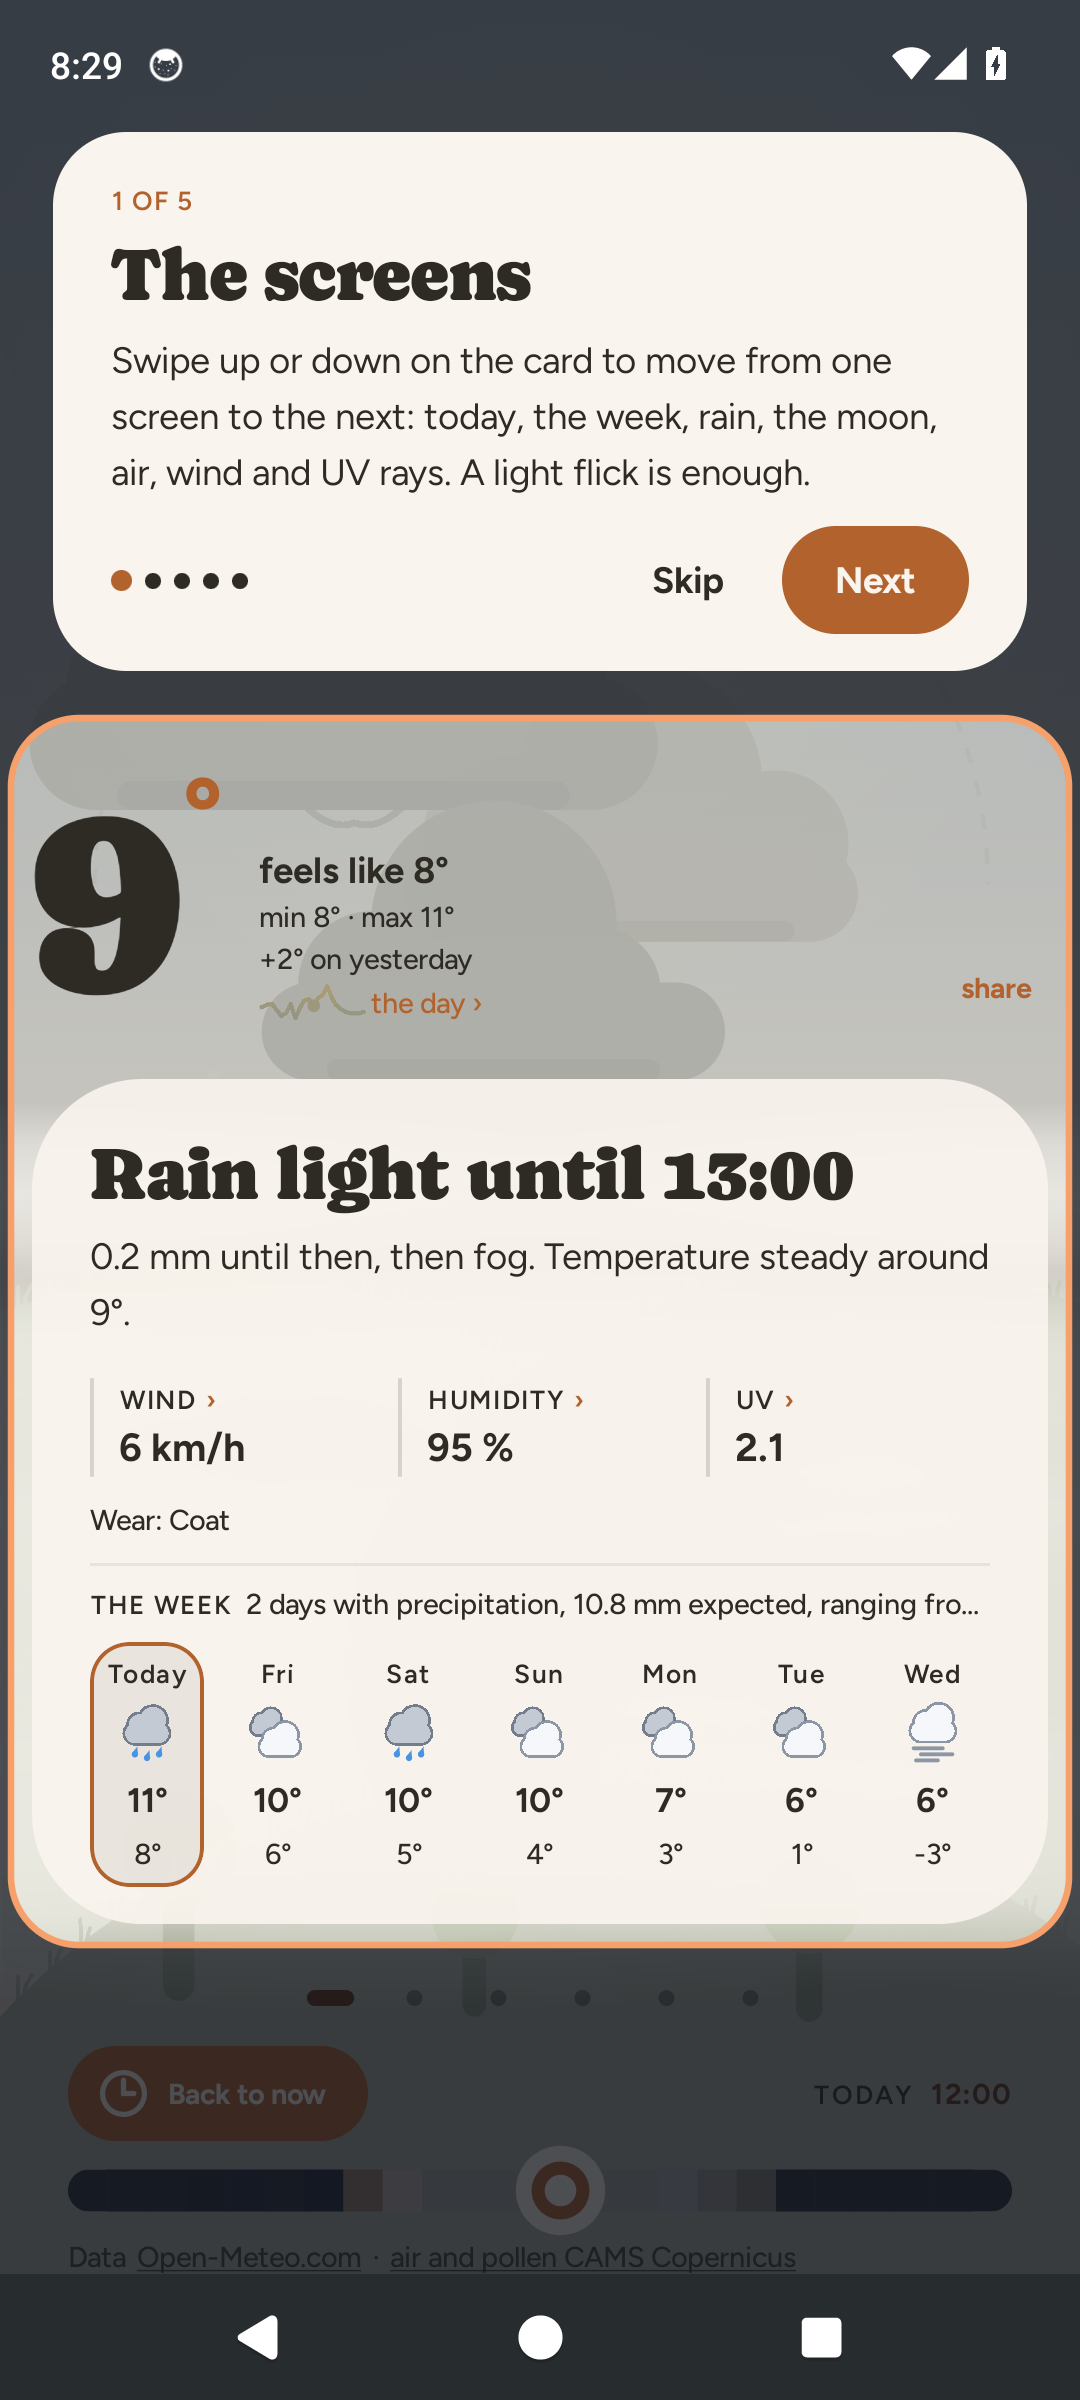 8:29
1 OF 5
The screens
Swipe up or down on the card to move from one
screen to the next: today, the week, rain, the moon,
air, wind and UV rays. A light flick is enough.
Skip
Next
9
feels like 8°
min 8° · max 11°
+2° on yesterday
the day ›
share
Rain light until 13:00
0.2 mm until then, then fog. Temperature steady around
9°.
WIND › HUMIDITY › UV ›
6 km/h 95 % 2.1
Wear: Coat
THE WEEK 2 days with precipitation, 10.8 mm expected, ranging fro...
Today Fri Sat Sun Mon Tue Wed
11° 10° 10° 10° 7° 6° 6°
8° 6° 5° 4° 3° 1° -3°
Back to now
TODAY 12:00
Data Open-Meteo.com · air and pollen CAMS Copernicus